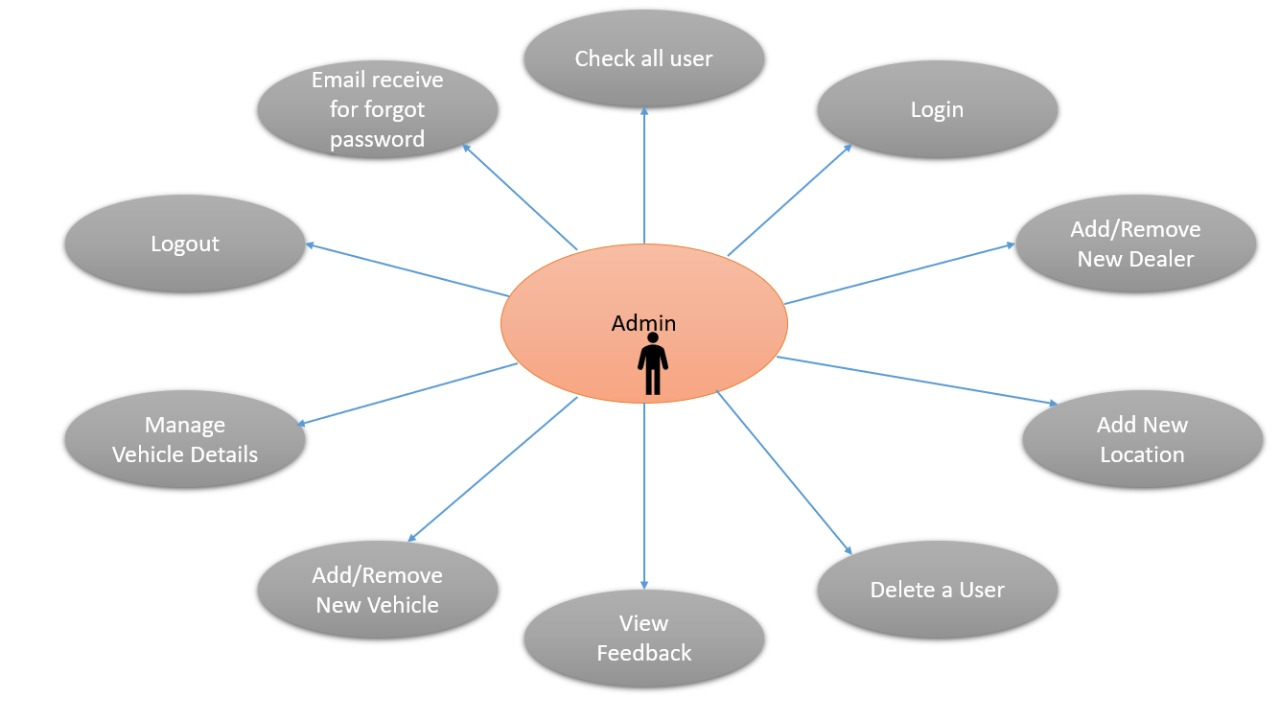 Check all user
Email receive
for forgot
password
Login
Logout
Add/Remove
New Dealer
Admin
Manage
Vehicle Details
Add New
Location
Add/Remove
New Vehicle
Delete a User
View
Feedback